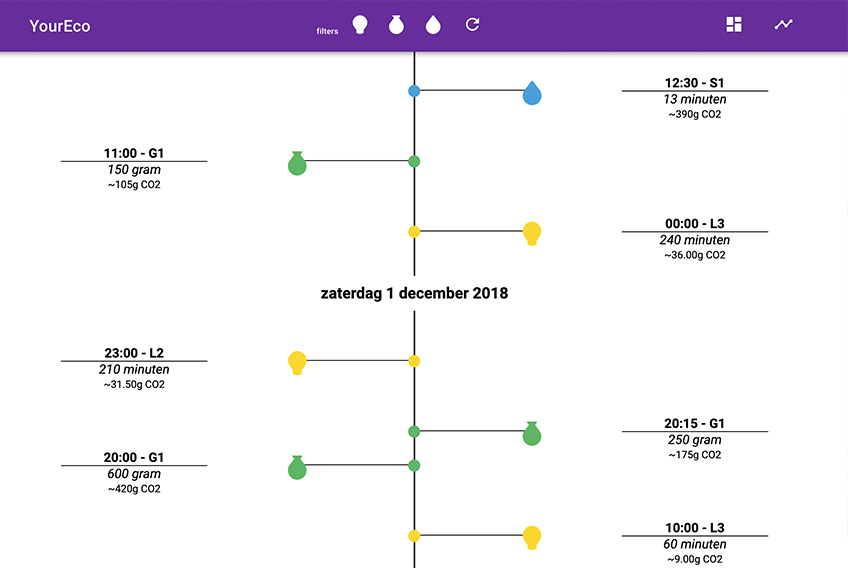 YourEco
filters
12:30 - S1
13 minuten
~390g CO2
11:00 - G1
150 gram
~105g CO2
00:00 - L3
240 minuten
~36.00g CO2
zaterdag 1 december 2018
23:00 - L2
210 minuten
~31.50g CO2
20:15 - G1
250 gram
~175g CO2
20:00 - G1
600 gram
~420g CO2
10:00 - L3
60 minuten
~9.00g CO2